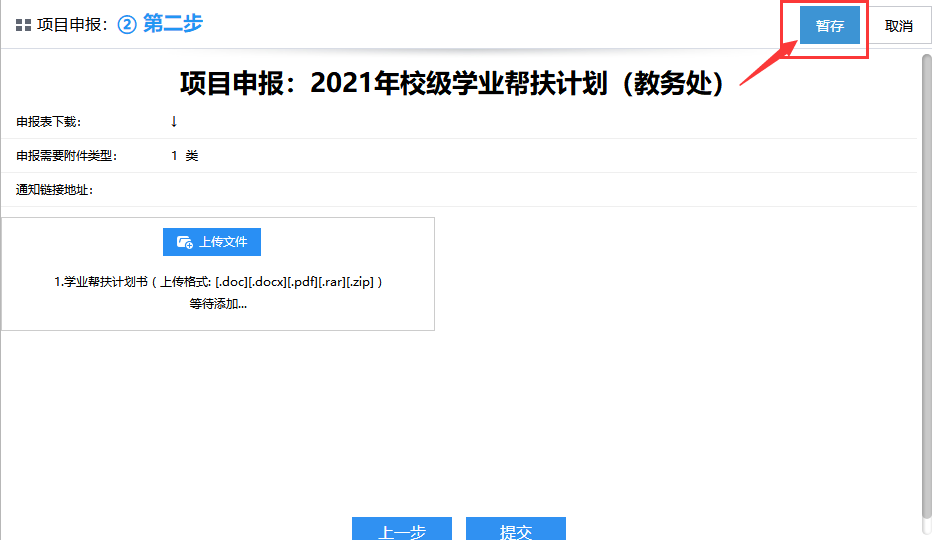 项目申报：② 第二步
暂存
取消
项目申报：2021年校级学业帮扶计划（教务处）
申报表下载： ↓
申报需要附件类型： 1 类
通知链接地址：
上传文件
1.学业帮扶计划书（上传格式: [.doc][.docx][.pdf][.rar][.zip]）
等待添加...
上一步
提交